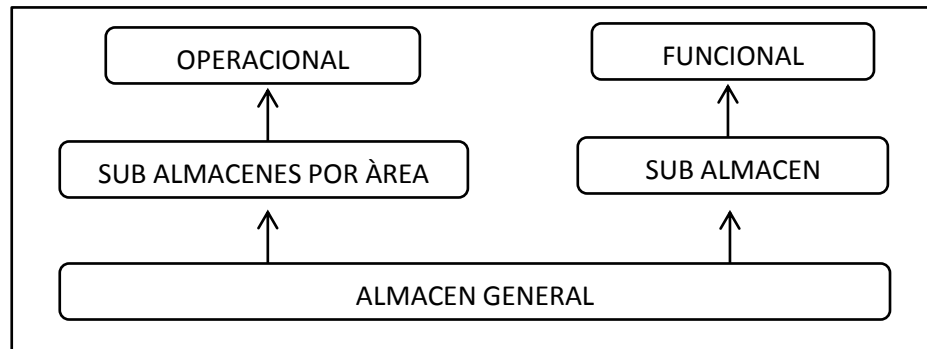 OPERACIONAL
FUNCIONAL
SUB ALMACENES POR ÀREA
SUB ALMACEN
ALMACEN GENERAL